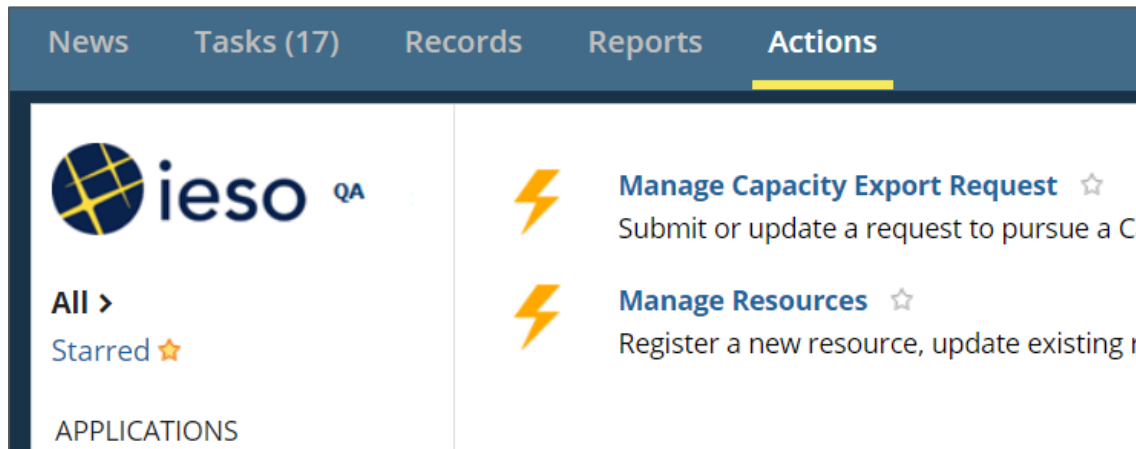 News Tasks (17) Records Reports Actions
ieso QA
All >
Starred
APPLICATIONS
Manage Capacity Export Request
Submit or update a request to pursue a
Manage Resources
Register a new resource, update existing